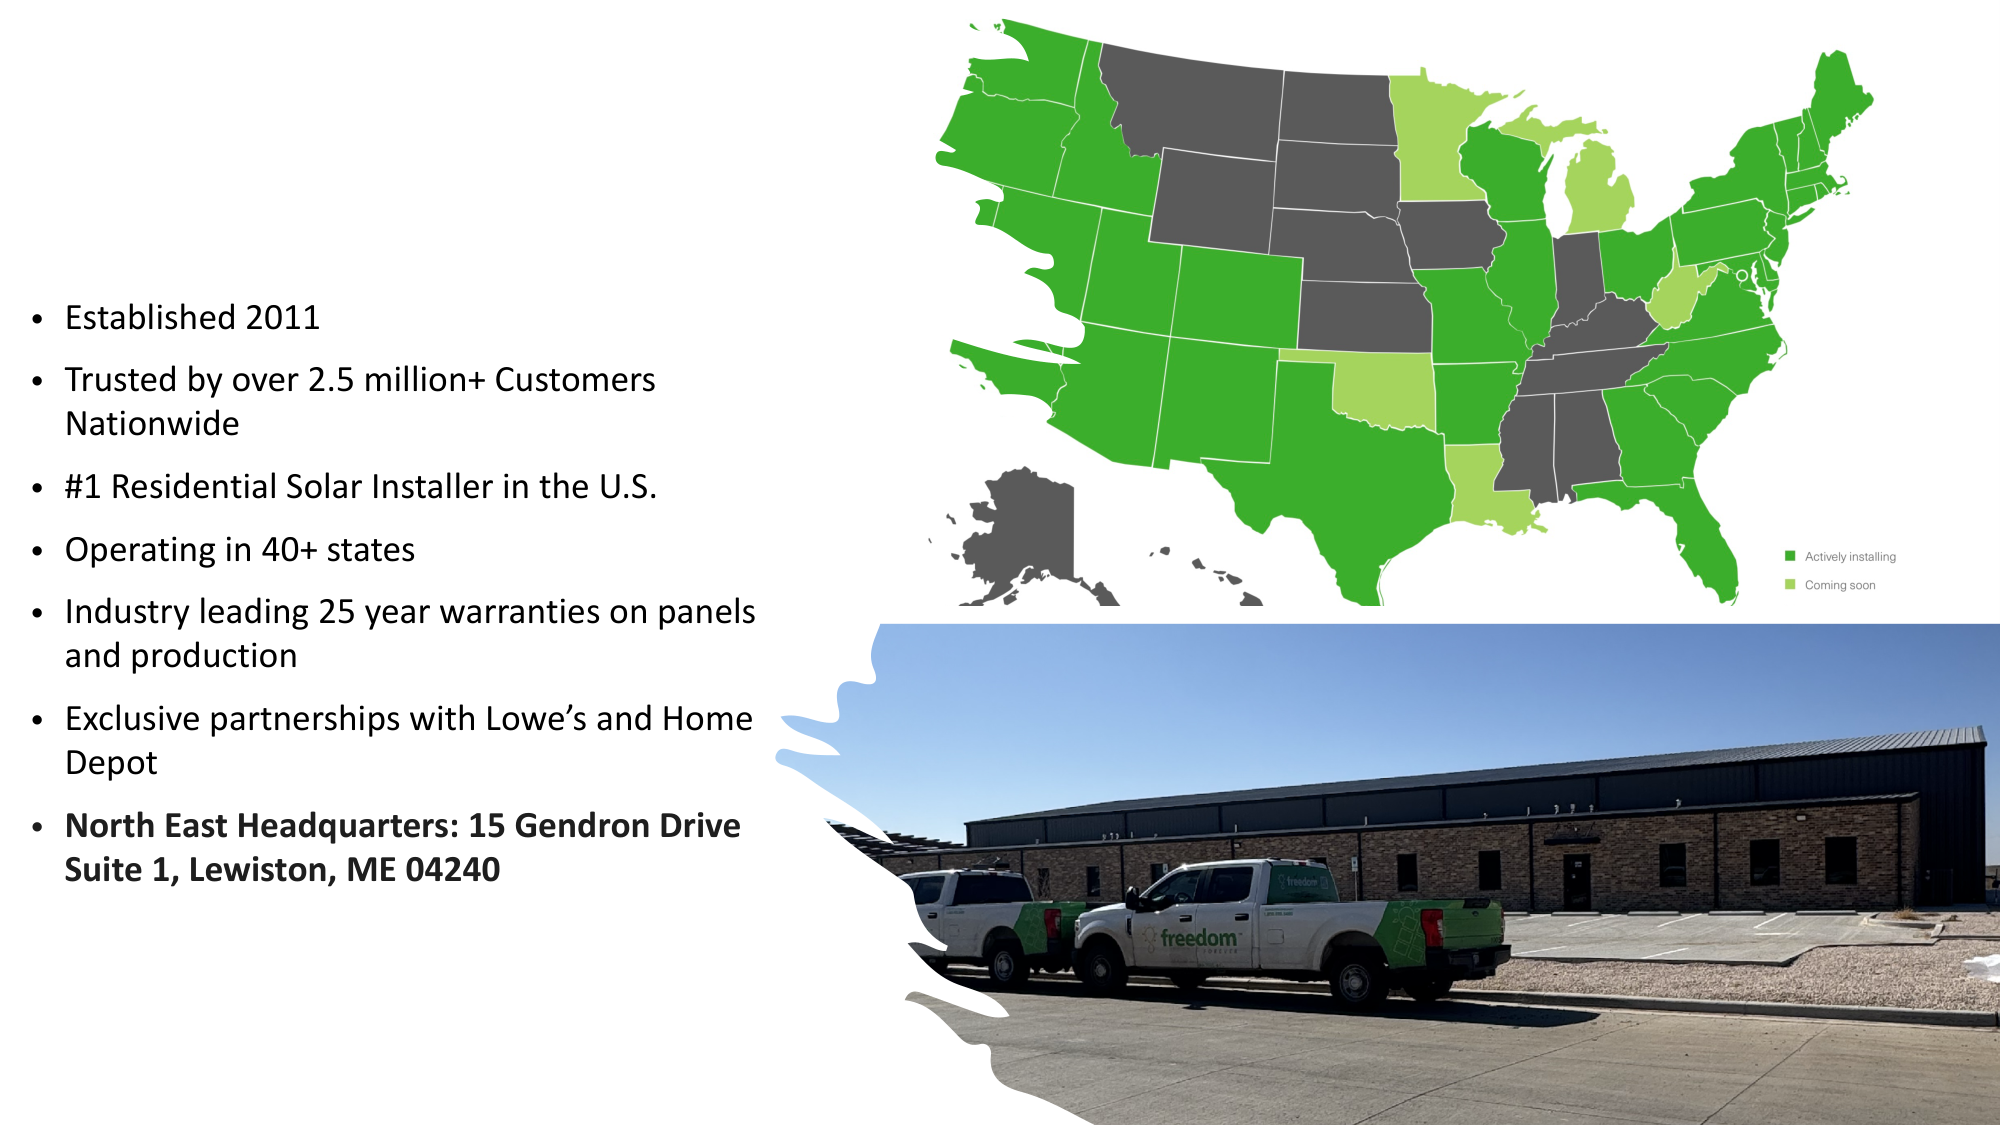 • Established 2011
• Trusted by over 2.5 million+ Customers
Nationwide
• #1 Residential Solar Installer in the U.S.
• Operating in 40+ states
• Industry leading 25 year warranties on panels
and production
• Exclusive partnerships with Lowe’s and Home
Depot
• North East Headquarters: 15 Gendron Drive
Suite 1, Lewiston, ME 04240
Actively installing
Coming soon
freedom
freedom
FOREVER